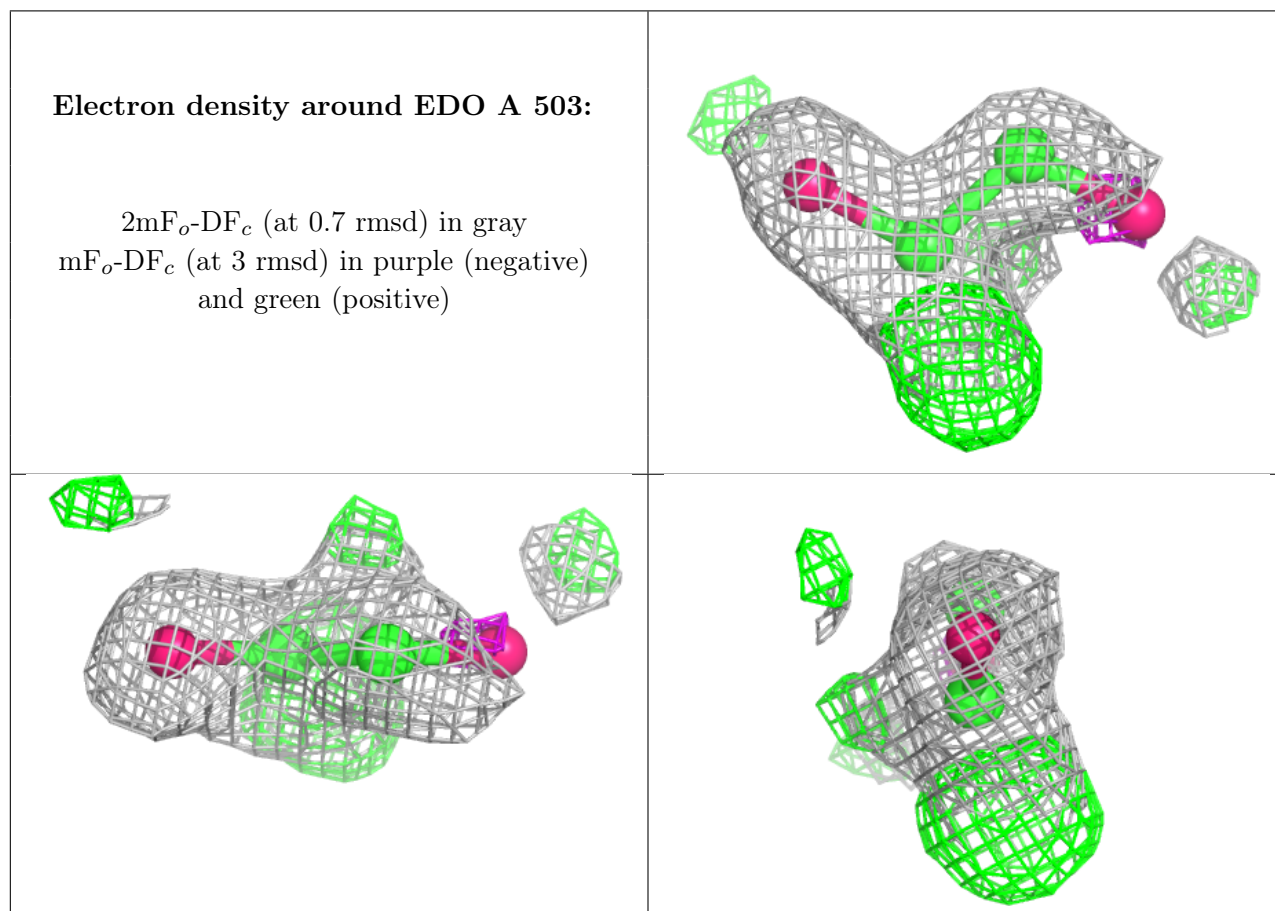 Electron density around EDO A 503:
2mFo-DFc (at 0.7 rmsd) in gray
mFo-DFc (at 3 rmsd) in purple (negative)
and green (positive)